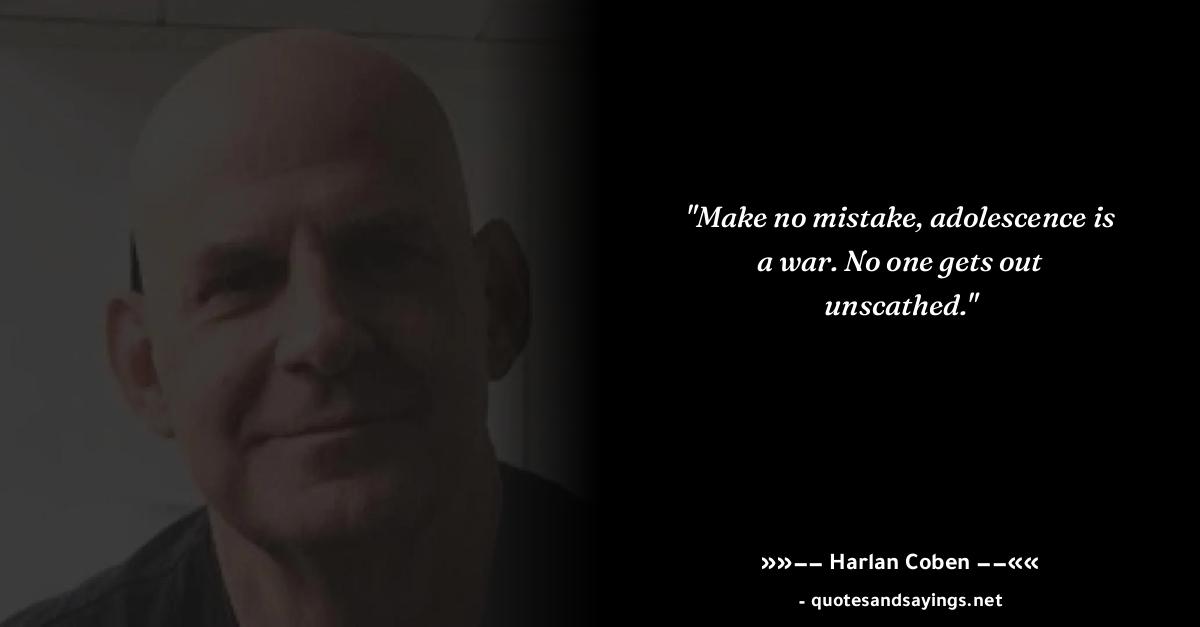 "Make no mistake, adolescence is
a war. No one gets out
unscathed."
»»−− Harlan Coben −−««
- quotesandsayings.net